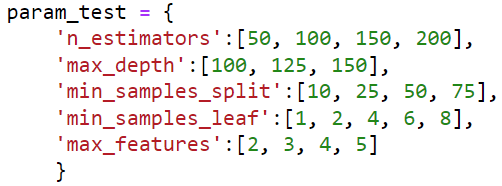 param_test = {
    'n_estimators':[50, 100, 150, 200],
    'max_depth':[100, 125, 150],
    'min_samples_split':[10, 25, 50, 75],
    'min_samples_leaf':[1, 2, 4, 6, 8],
    'max_features':[2, 3, 4, 5]
    }